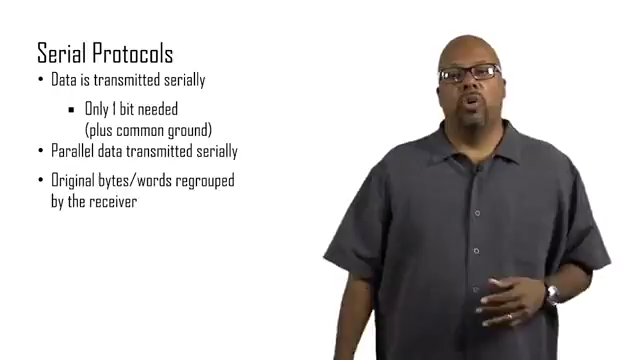 Serial Protocols
• Data is transmitted serially
▪ Only 1 bit needed
(plus common ground)
• Parallel data transmitted serially
• Original bytes/words regrouped
by the receiver